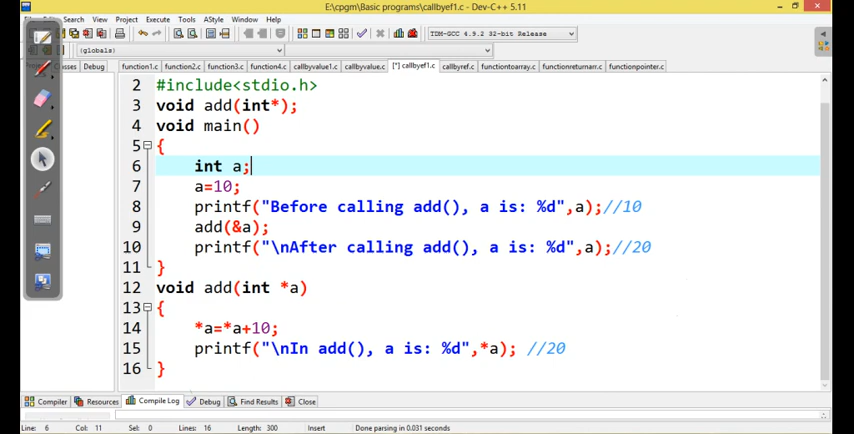 E:\cpgm\Basic programs\callbyef1.c - Dev-C++ 5.11
Search View Project Execute Tools AStyle Window Help
TDM-GCC 4.9.2 32-bit Release
(globals)
Classes Debug function1.c function2.c function3.c function4.c callbyvalue1.c callbyvalue.c [*] callbyef1.c callbyref.c functiontoarray.c functionreturnarr.c functionpointer.c
2 #include<stdio.h>
3 void add(int*);
4 void main()
5 {
6 int a;
7 a=10;
8 printf("Before calling add(), a is: %d",a);//10
9 add(&a);
10 printf("\nAfter calling add(), a is: %d",a);//20
11 }
12 void add(int *a)
13 {
14 *a=*a+10;
15 printf("\nIn add(), a is: %d",*a); //20
16 }
Compiler Resources Compile Log Debug Find Results Close
Line: 6 Col: 11 Sel: 0 Lines: 16 Length: 300 Insert Done parsing in 0.031 seconds